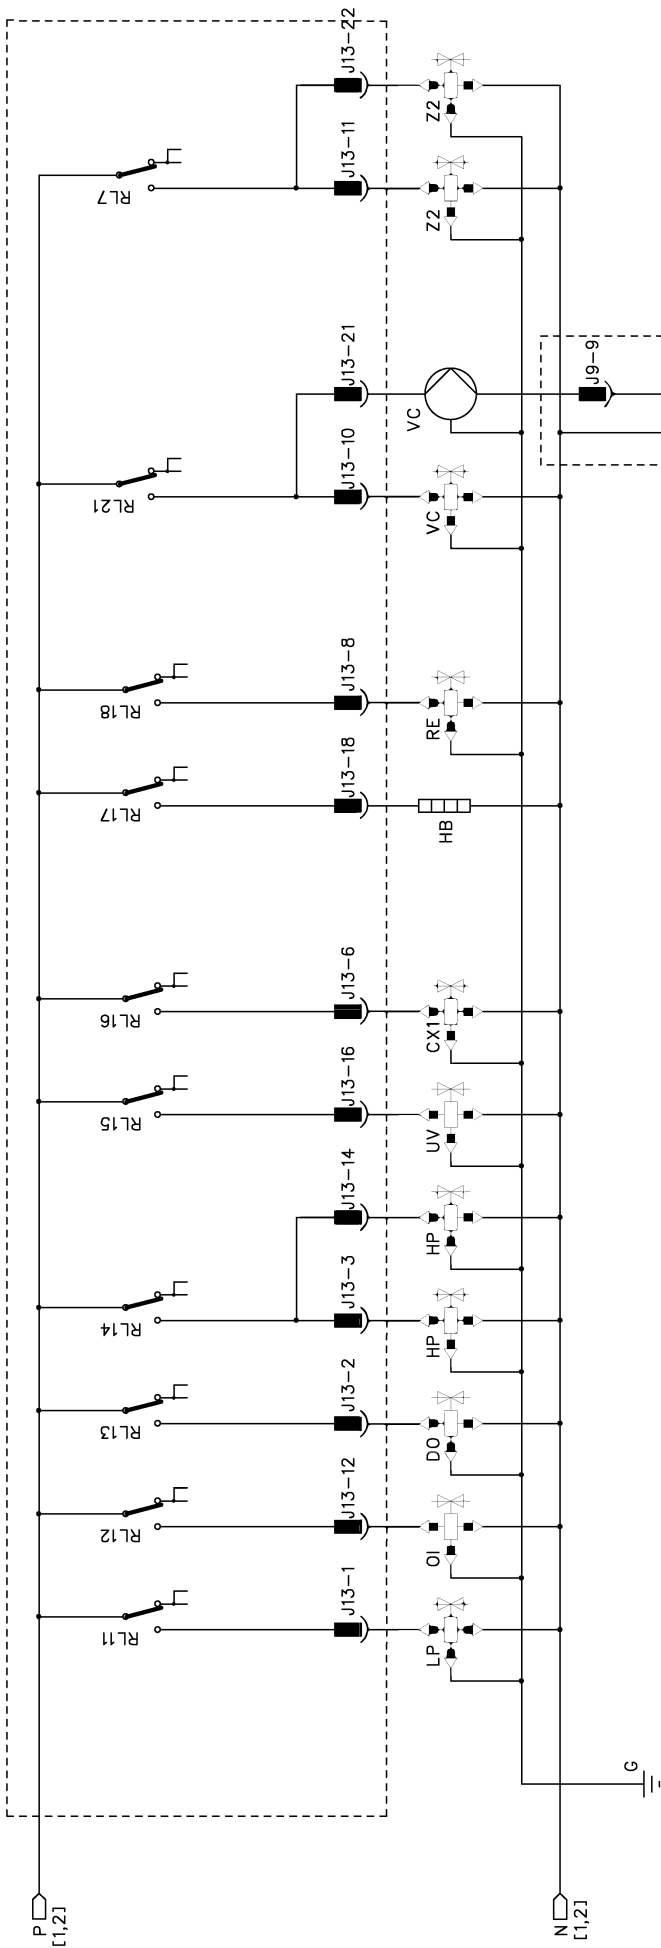 J13-22
Z2
J13-11
Z2
RL7
J13-21
VC
J9-9
J13-10
VC
RL21
J13-8
RE
RL18
J13-18
HB
RL17
J13-6
CX1
RL16
J13-16
UV
RL15
J13-14
HP
J13-3
HP
RL14
J13-2
DO
RL13
J13-12
OI
RL12
J13-1
LP
RL11
G
P
[1,2]
N
[1,2]